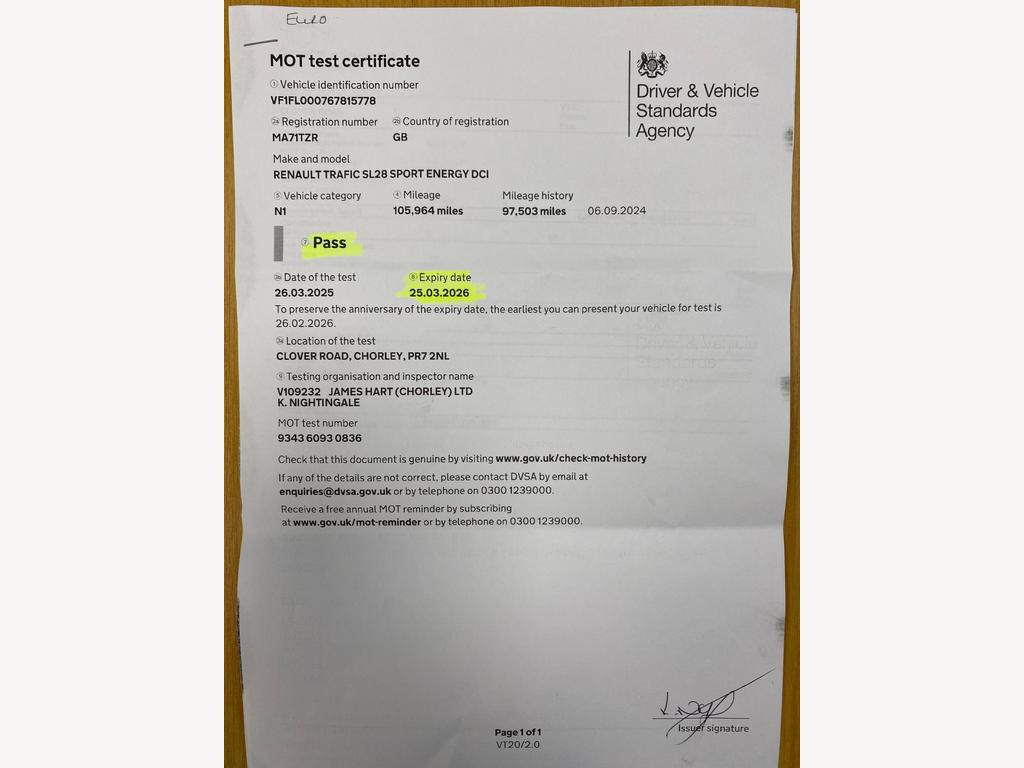 Euro
MOT test certificate
① Vehicle identification number
VF1FL000767815778
Driver & Vehicle
Standards
Agency
2a Registration number 2b Country of registration
MA71TZR GB
Make and model
RENAULT TRAFIC SL28 SPORT ENERGY DCI
⑤ Vehicle category ④ Mileage Mileage history
N1 105,964 miles 97,503 miles 06.09.2024
⑦ Pass
Date of the test ⑧ Expiry date
26.03.2025 25.03.2026
To preserve the anniversary of the expiry date, the earliest you can present your vehicle for test is
26.02.2026.
Location of the test
CLOVER ROAD, CHORLEY, PR7 2NL
⑨ Testing organisation and inspector name
V109232 JAMES HART (CHORLEY) LTD
K. NIGHTINGALE
MOT test number
9343 6093 0836
Check that this document is genuine by visiting www.gov.uk/check-mot-history
If any of the details are not correct, please contact DVSA by email at
enquiries@dvsa.gov.uk or by telephone on 0300 1239000.
Receive a free annual MOT reminder by subscribing
at www.gov.uk/mot-reminder or by telephone on 0300 1239000.
Issuer signature
Page 1 of 1
VT20/2.0